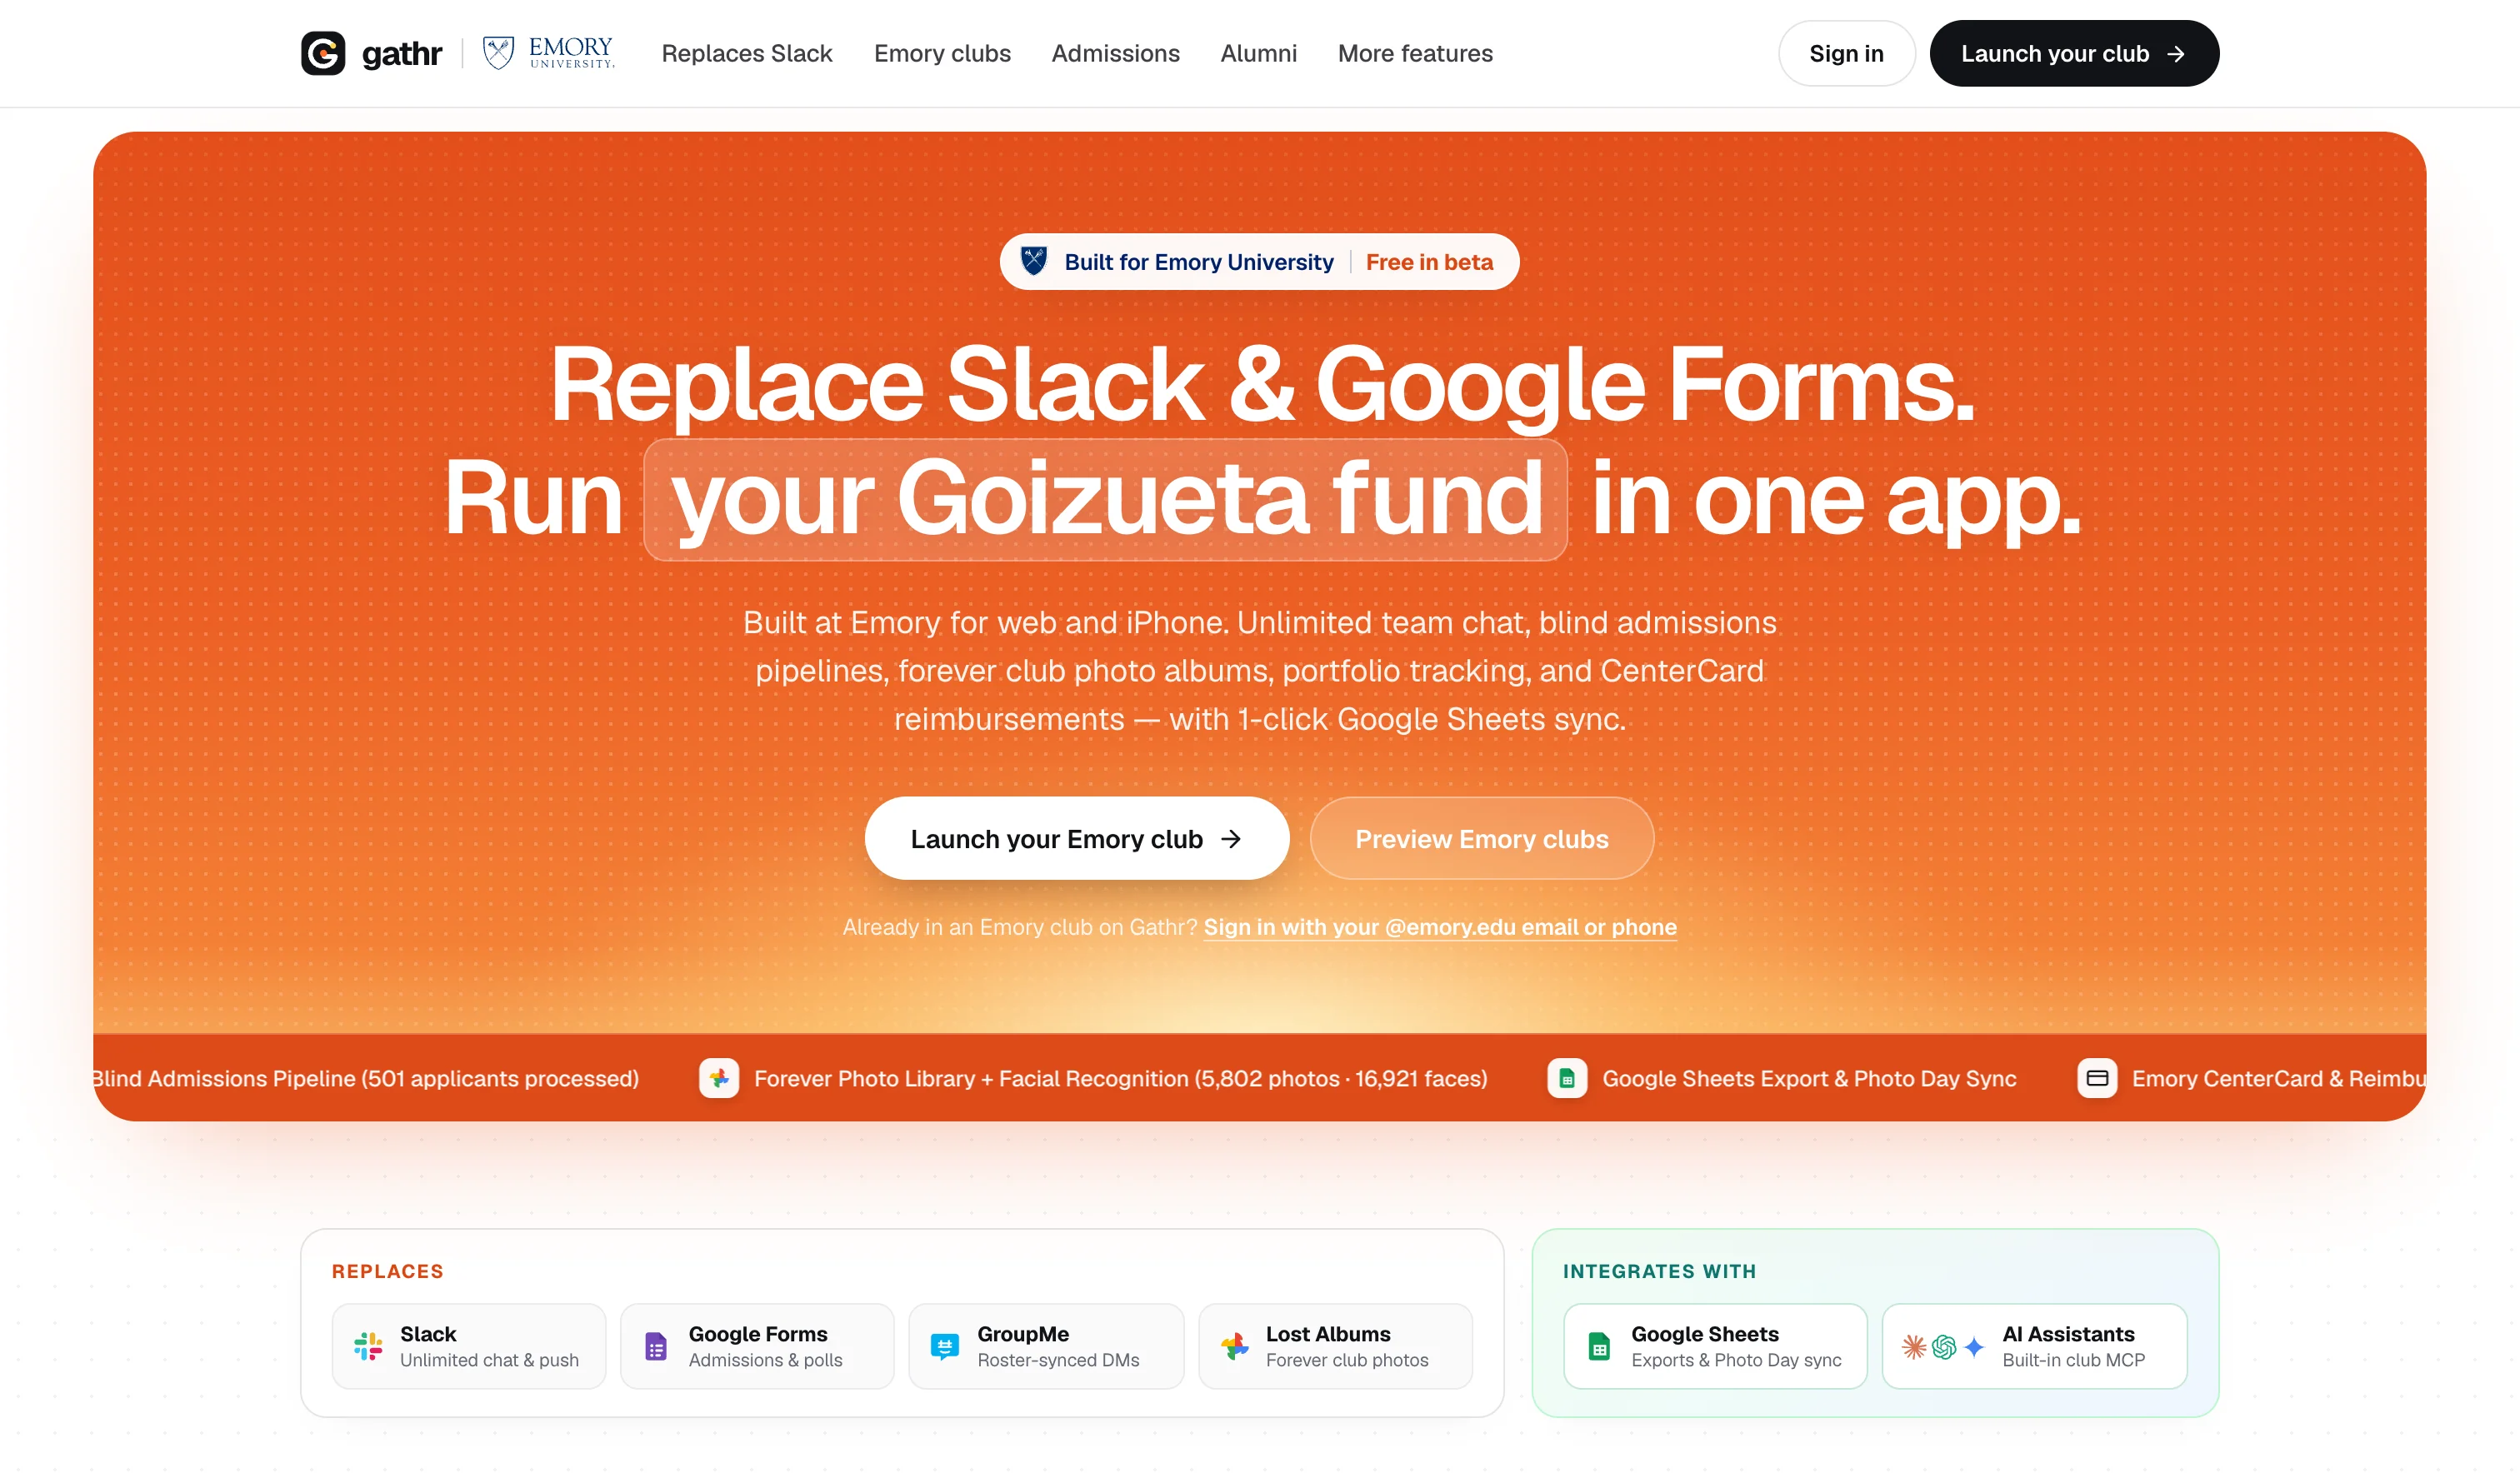 gathr
EMORY
UNIVERSITY.
Replaces Slack
Emory clubs
Admissions
Alumni
More features
Sign in
Launch your club →
Built for Emory University
Free in beta
Replace Slack & Google Forms.
Run your Goizueta fund in one app.
Built at Emory for web and iPhone. Unlimited team chat, blind admissions
pipelines, forever club photo albums, portfolio tracking, and CenterCard
reimbursements — with 1-click Google Sheets sync.
Launch your Emory club →
Preview Emory clubs
Already in an Emory club on Gathr? Sign in with your @emory.edu email or phone
Blind Admissions Pipeline (501 applicants processed)
Forever Photo Library + Facial Recognition (5,802 photos · 16,921 faces)
Google Sheets Export & Photo Day Sync
Emory CenterCard & Reimbu
REPLACES
Slack
Unlimited chat & push
Google Forms
Admissions & polls
GroupMe
Roster-synced DMs
Lost Albums
Forever club photos
INTEGRATES WITH
Google Sheets
Exports & Photo Day sync
AI Assistants
Built-in club MCP